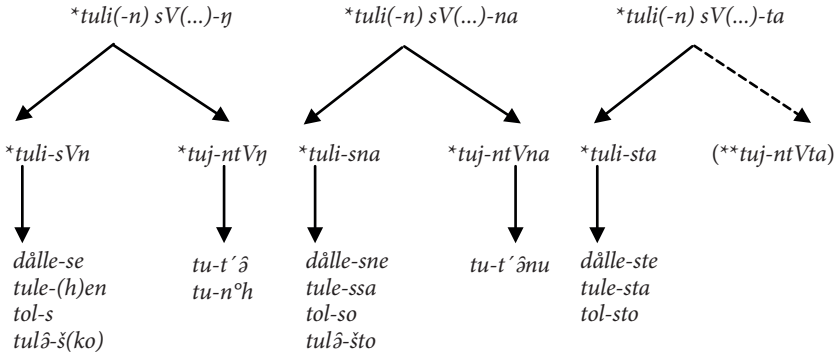 *tuli(-n) sV(...)-ŋ *tuli(-n) sV(...)-na *tuli(-n) sV(...)-ta
*tuli-sVn *tuj-ntVŋ *tuli-sna *tuj-ntVna *tuli-sta (**tuj-ntVta)
dålle-se tu-t´ə̂ dålle-sne tu-t´ə̂nu dålle-ste
tule-(h)en tu-n°h tule-ssa tule-sta
tol-s tol-so tol-sto
tulə̂-š(ko) tulə̂-što